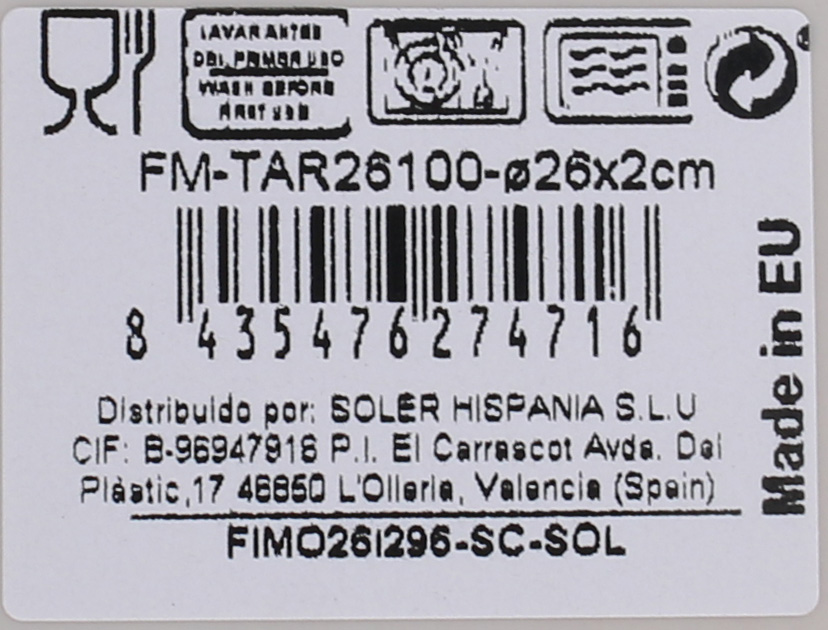 LAVAR ANTES
DEL PRIMER USO
WASH BEFORE
FIRST USE
FM-TAR26100-ø26x2cm
8 435476 274716
Distribuido por: SOLER HISPANIA S.L.U
CIF: B-96947916 P.I. El Carrascot Avda. Del
Plàstic,17 46850 L'Olleria, Valencia (Spain)
FIMO26I296-SC-SOL
Made in EU